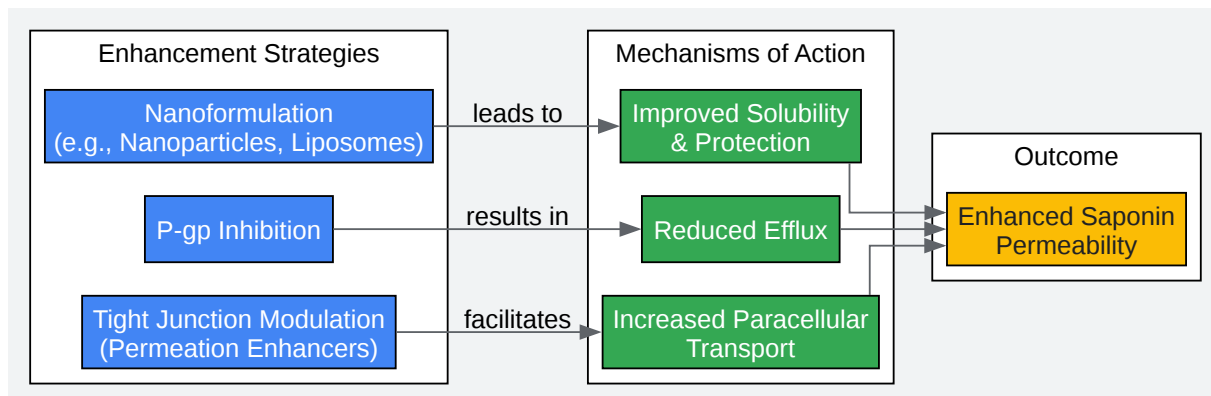 Enhancement Strategies
Nanoformulation
(e.g., Nanoparticles, Liposomes)
P-gp Inhibition
Tight Junction Modulation
(Permeation Enhancers)
leads to
results in
facilitates
Mechanisms of Action
Improved Solubility
& Protection
Reduced Efflux
Increased Paracellular
Transport
Outcome
Enhanced Saponin
Permeability